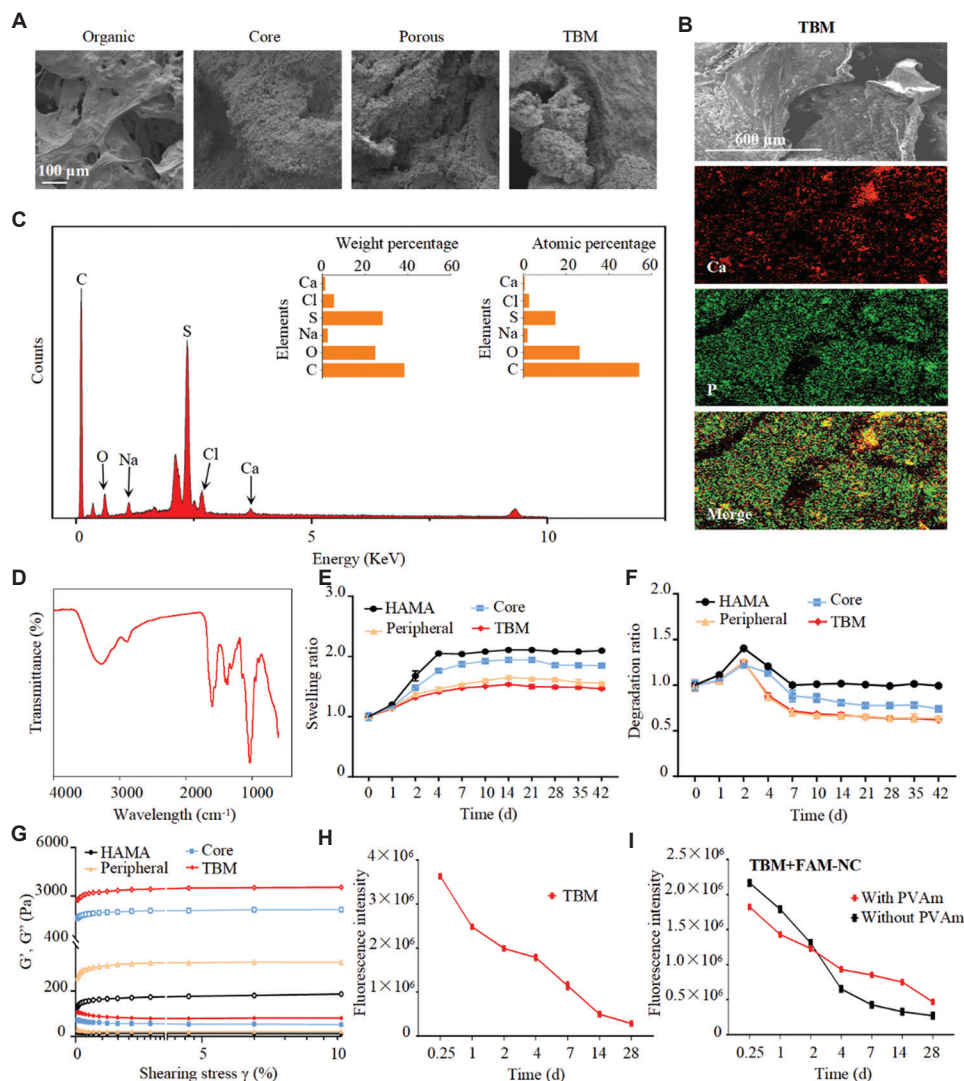 A
Organic
Core
Porous
TBM
100 µm
B
TBM
600 µm
Ca
P
Merge
C
Counts
C
O
Na
S
Cl
Ca
0
5
10
Energy (KeV)
Weight percentage
0 20 40 60
Elements
Ca
Cl
S
Na
O
C
Atomic percentage
0 20 40 60
Elements
Ca
Cl
S
Na
O
C
D
Transmittance (%)
4000 3000 2000 1000
Wavelength (cm⁻¹)
E
Swelling ratio
3.0
2.0
1.0
0
HAMA
Core
Peripheral
TBM
0 1 2 4 7 10 14 21 28 35 42
Time (d)
F
Degradation ratio
2.0
1.5
1.0
0.5
0
HAMA
Core
Peripheral
TBM
0 1 2 4 7 10 14 21 28 35 42
Time (d)
G
G', G" (Pa)
6000
3000
400
200
0
HAMA
Core
Peripheral
TBM
0 5 10
Shearing stress γ (%)
H
Fluorescence intensity
4×10⁶
3×10⁶
2×10⁶
1×10⁶
0
TBM
0.25 1 2 4 7 14 28
Time (d)
I
TBM+FAM-NC
Fluorescence intensity
2.5×10⁶
2.0×10⁶
1.5×10⁶
1.0×10⁶
0.5×10⁶
0
With PVAm
Without PVAm
0.25 1 2 4 7 14 28
Time (d)